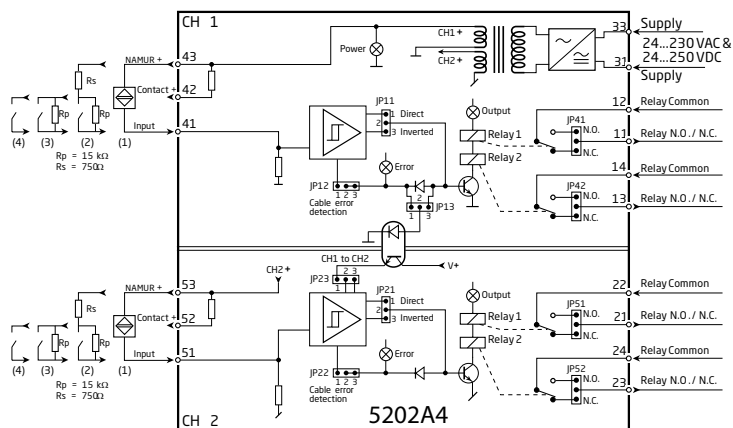 CH 1
33
Supply
24...230 VAC &
24...250 VDC
31
Supply
CH1 +
CH2 +
Power
NAMUR +
43
Rs
Contact +
42
Rp
Rp
Input
41
(4)
(3)
(2)
(1)
Rp = 15 kΩ
Rs = 750Ω
JP11
1
Direct
2
3
Inverted
Output
Relay 1
Relay 2
Error
JP12
1 2 3
Cable error
detection
2
1
3
JP13
12
Relay Common
JP41
N.O.
11
Relay N.O. / N.C.
N.C.
14
Relay Common
JP42
N.O.
13
Relay N.O. / N.C.
N.C.
CH1 to CH2
V+
CH2 +
JP23
1
2
3
NAMUR +
53
Rs
Contact +
52
Rp
Rp
Input
51
(4)
(3)
(2)
(1)
Rp = 15 kΩ
Rs = 750Ω
JP21
1
Direct
2
3
Inverted
Output
Relay 1
Relay 2
Error
JP22
1 2 3
Cable error
detection
22
Relay Common
JP51
N.O.
21
Relay N.O. / N.C.
N.C.
24
Relay Common
JP52
N.O.
23
Relay N.O. / N.C.
N.C.
CH 2
5202A4